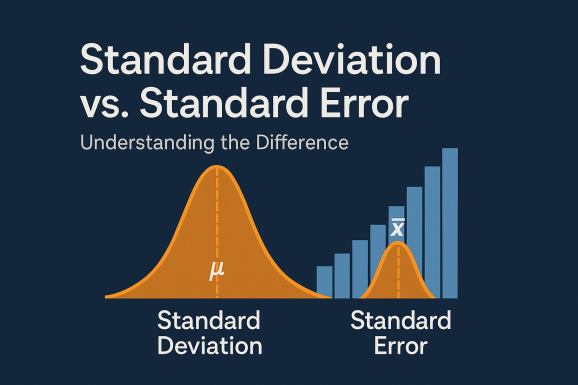 Standard Deviation
vs. Standard Error
Understanding the Difference
μ
x̅
Standard
Deviation
Standard
Error